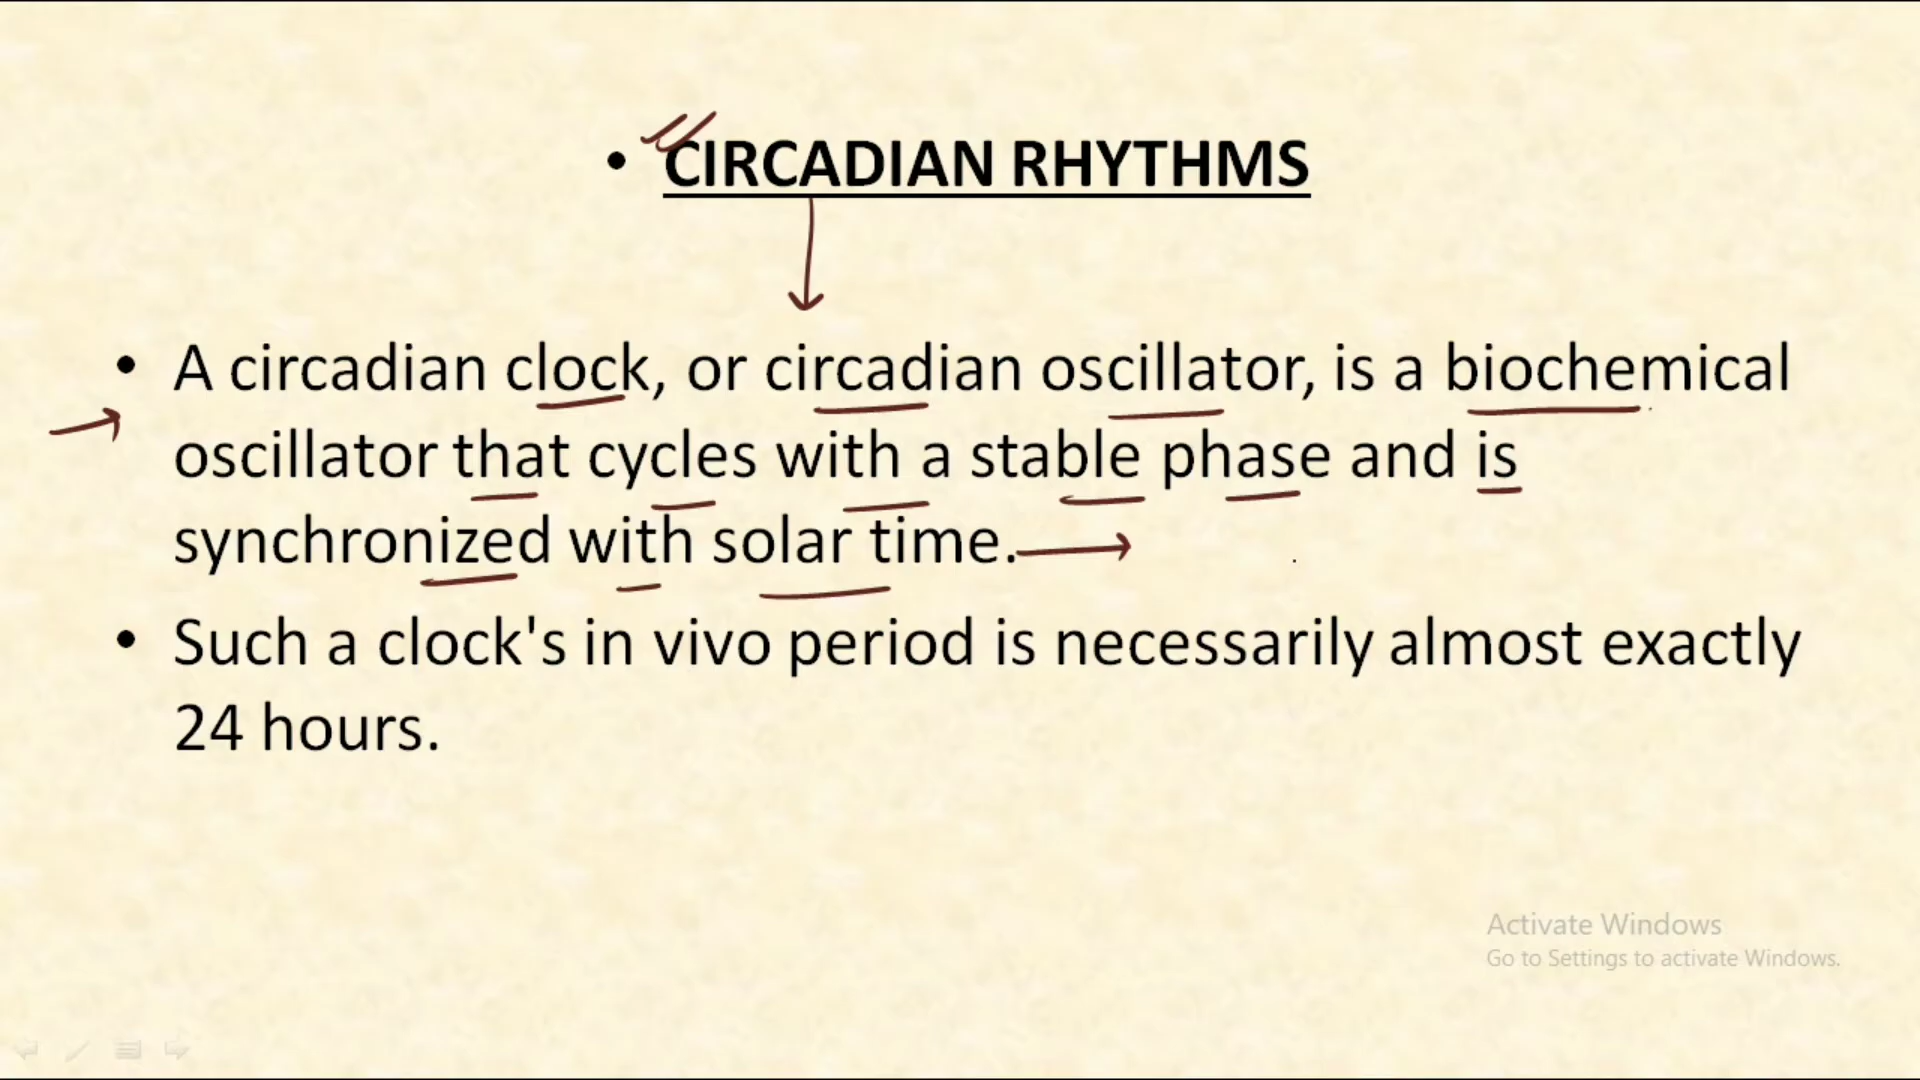 • CIRCADIAN RHYTHMS
• A circadian clock, or circadian oscillator, is a biochemical
oscillator that cycles with a stable phase and is
synchronized with solar time.
• Such a clock's in vivo period is necessarily almost exactly
24 hours.
Activate Windows
Go to Settings to activate Windows.